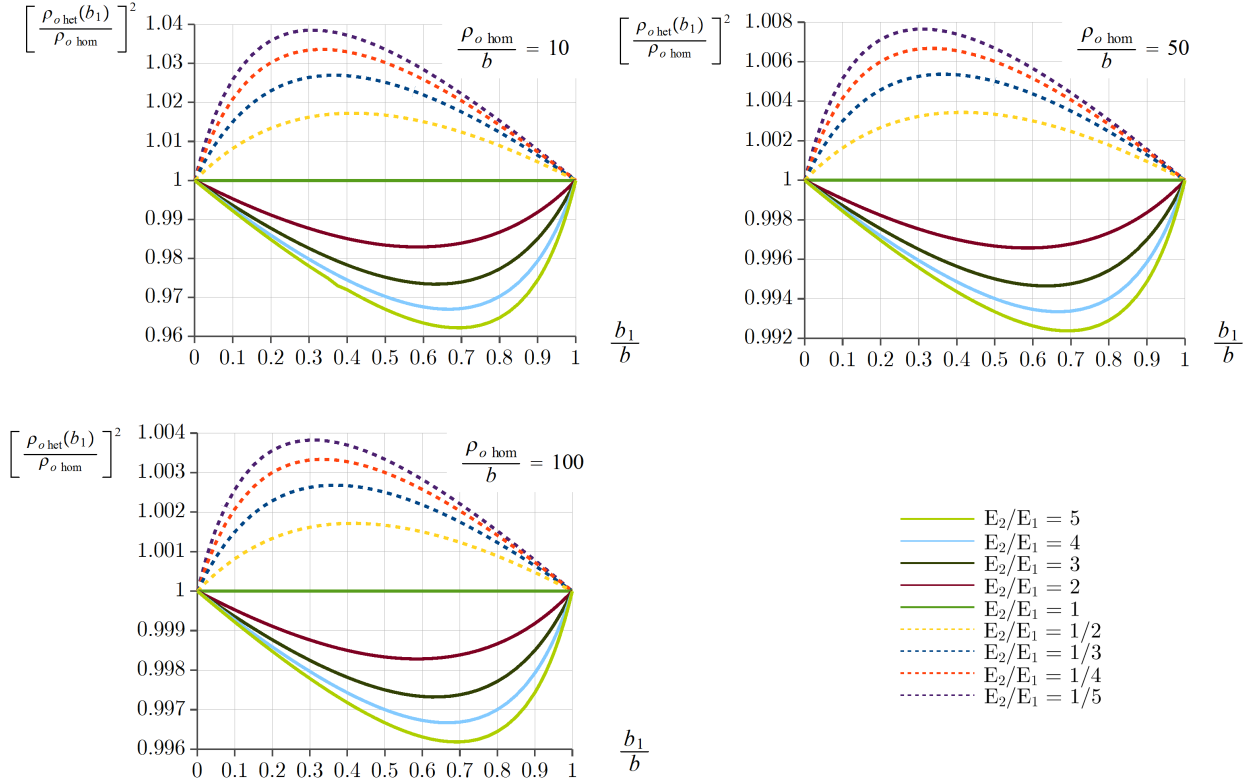 [ρo het(b1)/ρo hom]²
ρo hom/b = 10
1.04
1.03
1.02
1.01
1
0.99
0.98
0.97
0.96
0 0.1 0.2 0.3 0.4 0.5 0.6 0.7 0.8 0.9 1
b1/b
[ρo het(b1)/ρo hom]²
ρo hom/b = 50
1.008
1.006
1.004
1.002
1
0.998
0.996
0.994
0.992
0 0.1 0.2 0.3 0.4 0.5 0.6 0.7 0.8 0.9 1
b1/b
[ρo het(b1)/ρo hom]²
ρo hom/b = 100
1.004
1.003
1.002
1.001
1
0.999
0.998
0.997
0.996
0 0.1 0.2 0.3 0.4 0.5 0.6 0.7 0.8 0.9 1
b1/b
E2/E1 = 5
E2/E1 = 4
E2/E1 = 3
E2/E1 = 2
E2/E1 = 1
E2/E1 = 1/2
E2/E1 = 1/3
E2/E1 = 1/4
E2/E1 = 1/5